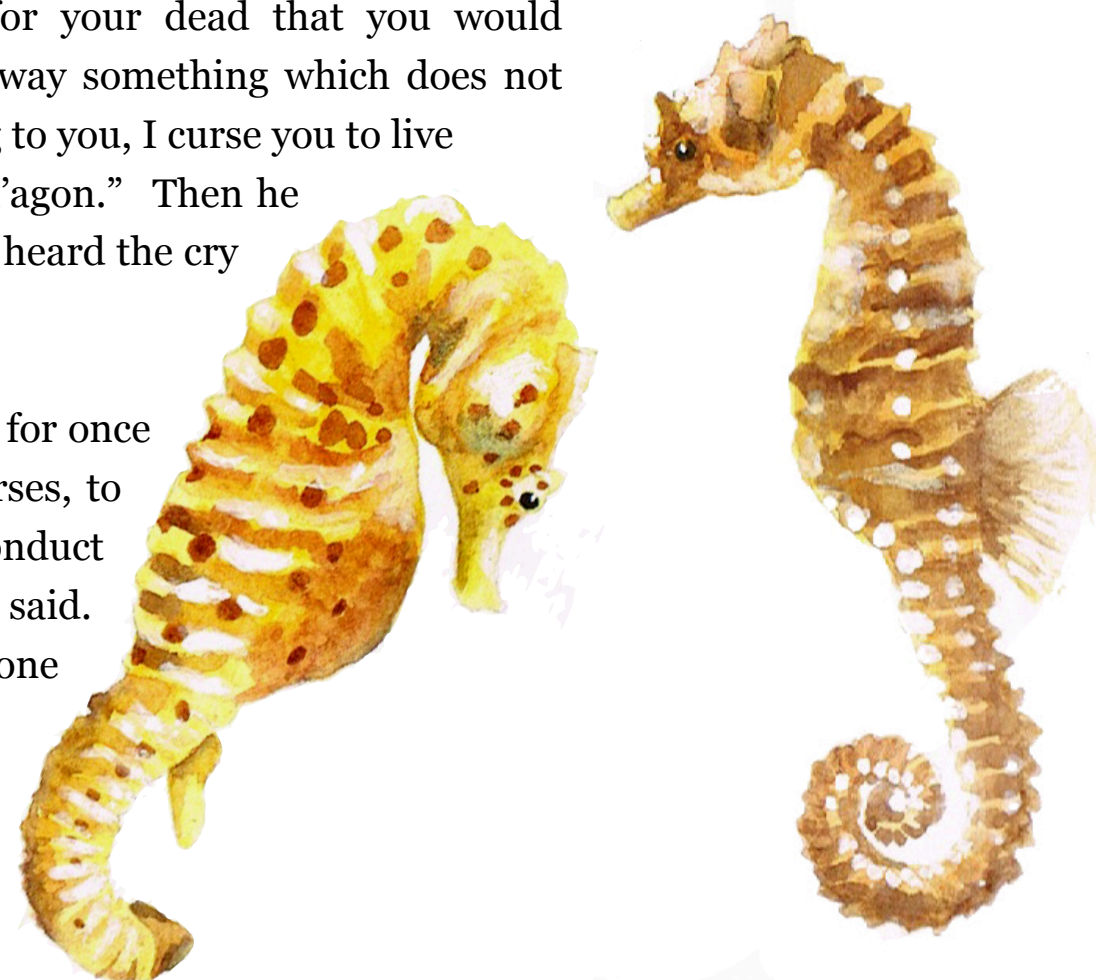 for your dead that you would
way something which does not
g to you, I curse you to live
’agon.” Then he
heard the cry
for once
rses, to
onduct
said.
one